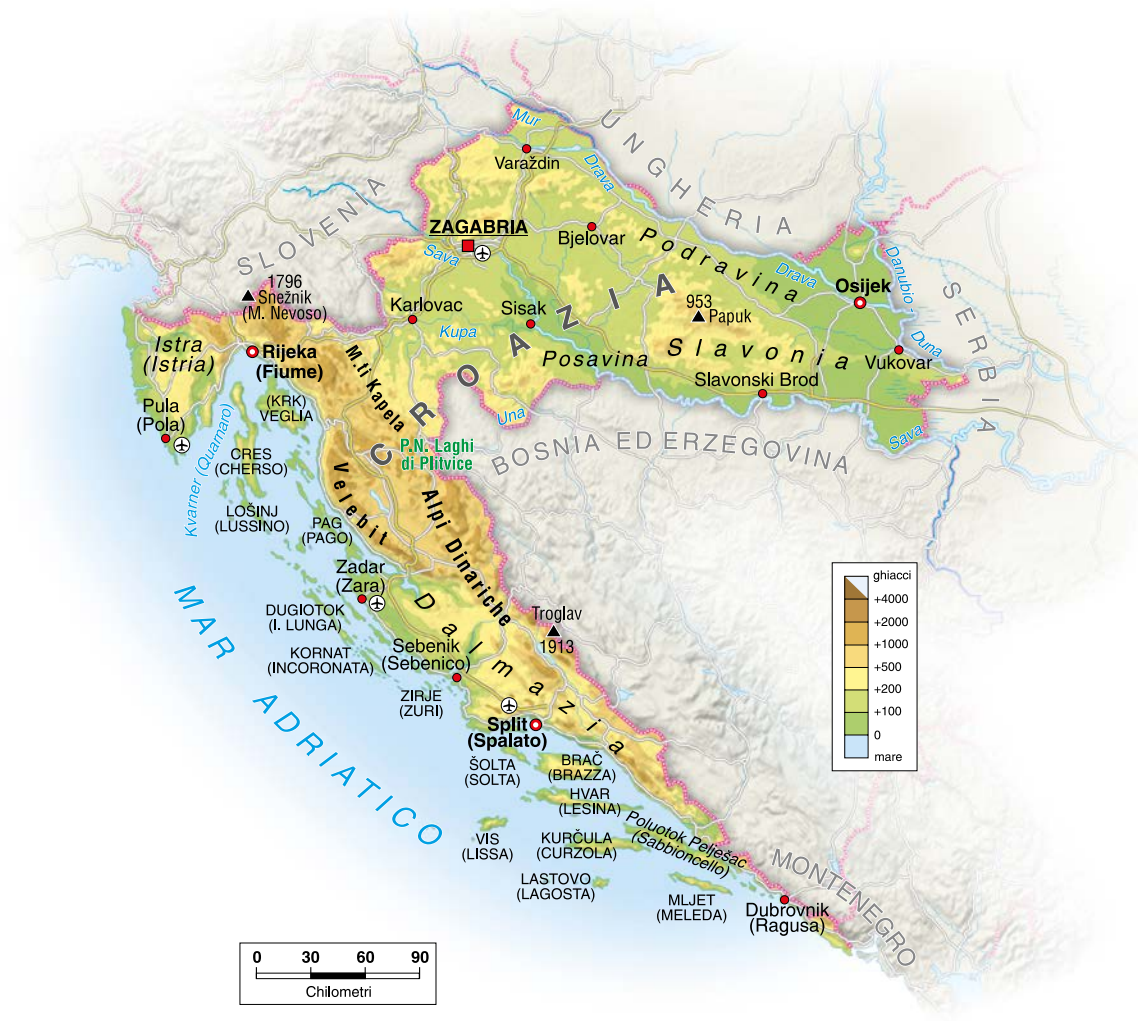 Mur
UNGHERIA
Varaždin
Drava
SLOVENIA
ZAGABRIA
Bjelovar
Sava
Podravina
Drava
Danubio
Osijek
SERBIA
1796
Snežnik
(M. Nevoso)
953
Papuk
Karlovac
Sisak
CROAZIA
Kupa
Istra
(Istria)
Rijeka
(Fiume)
M.ti Kapela
Posavina
Slavonia
Duna
Vukovar
Slavonski Brod
(KRK)
VEGLIA
Pula
(Pola)
Una
Sava
BOSNIA ED ERZEGOVINA
P.N. Laghi
di Plitvice
Kvarner (Quarnaro)
CRES
(CHERSO)
LOŠINJ
(LUSSINO)
Velebit
Alpi Dinariche
PAG
(PAGO)
Zadar
(Zara)
Dalmazia
DUGIOTOK
(I. LUNGA)
Troglav
1913
MAR ADRIATICO
Sebenik
(Sebenico)
KORNAT
(INCORONATA)
ZIRJE
(ZURI)
Split
(Spalato)
ŠOLTA
(SOLTA)
BRAČ
(BRAZZA)
HVAR
(LESINA)
VIS
(LISSA)
KURČULA
(CURZOLA)
Poluotok Pelješac
(Sabbioncello)
LASTOVO
(LAGOSTA)
MLJET
(MELEDA)
Dubrovnik
(Ragusa)
MONTENEGRO
ghiacci
+4000
+2000
+1000
+500
+200
+100
0
mare
0 30 60 90
Chilometri